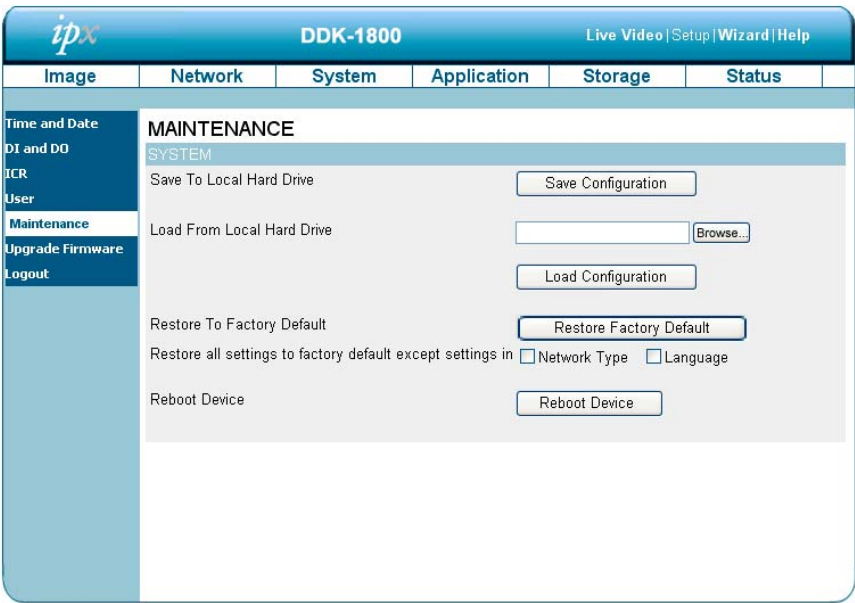 ipx DDK-1800 Live Video|Setup|Wizard|Help
Image Network System Application Storage Status
Time and Date
DI and DO
ICR
User
Maintenance
Upgrade Firmware
Logout
MAINTENANCE
SYSTEM
Save To Local Hard Drive Save Configuration
Load From Local Hard Drive Browse...
Load Configuration
Restore To Factory Default Restore Factory Default
Restore all settings to factory default except settings in Network Type Language
Reboot Device Reboot Device